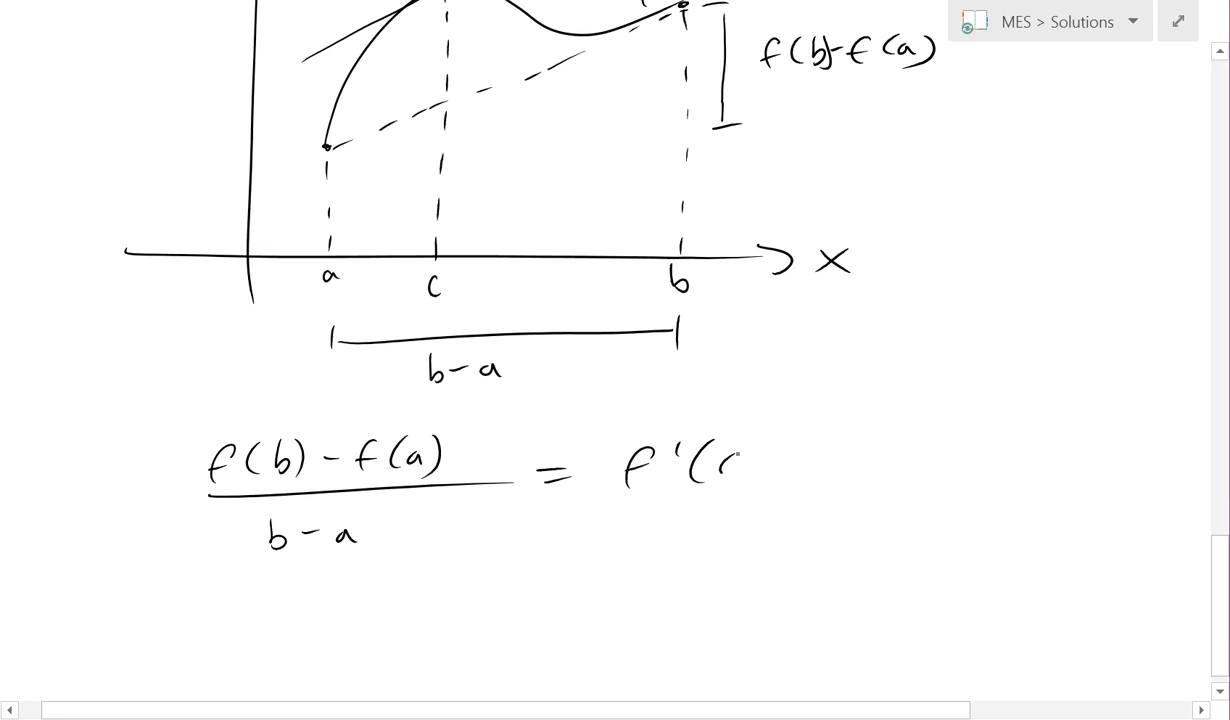 MES > Solutions
f(b)-f(a)
x
a
c
b
b-a
f(b)-f(a)
b-a
= f'(c